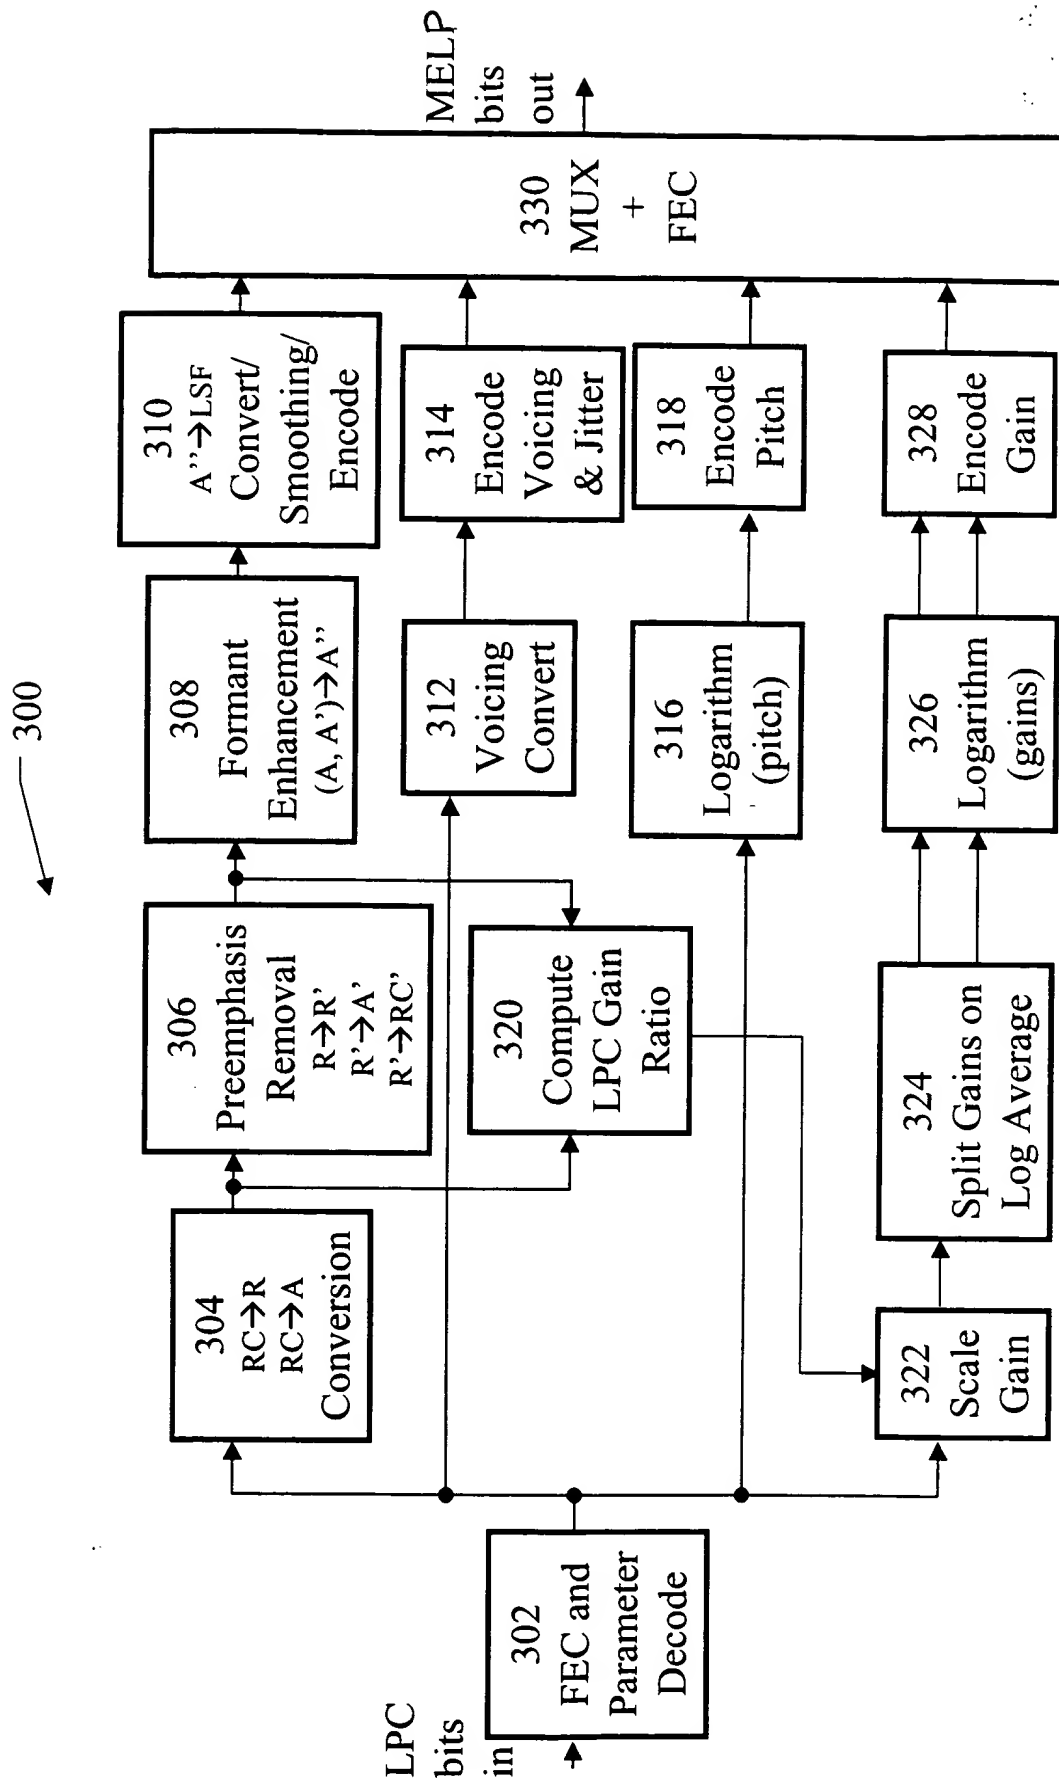 300
LPC
bits
in
302
FEC and
Parameter
Decode
304
RC→R
RC→A
Conversion
306
Preemphasis
Removal
R→R'
R'→A'
R'→RC'
308
Formant
Enhancement
(A, A')→A''
310
A''→LSF
Convert/
Smoothing/
Encode
312
Voicing
Convert
314
Encode
Voicing
& Jitter
316
Logarithm
(pitch)
318
Encode
Pitch
320
Compute
LPC Gain
Ratio
322
Scale
Gain
324
Split Gains on
Log Average
326
Logarithm
(gains)
328
Encode
Gain
330
MUX
+
FEC
MELP
bits
out